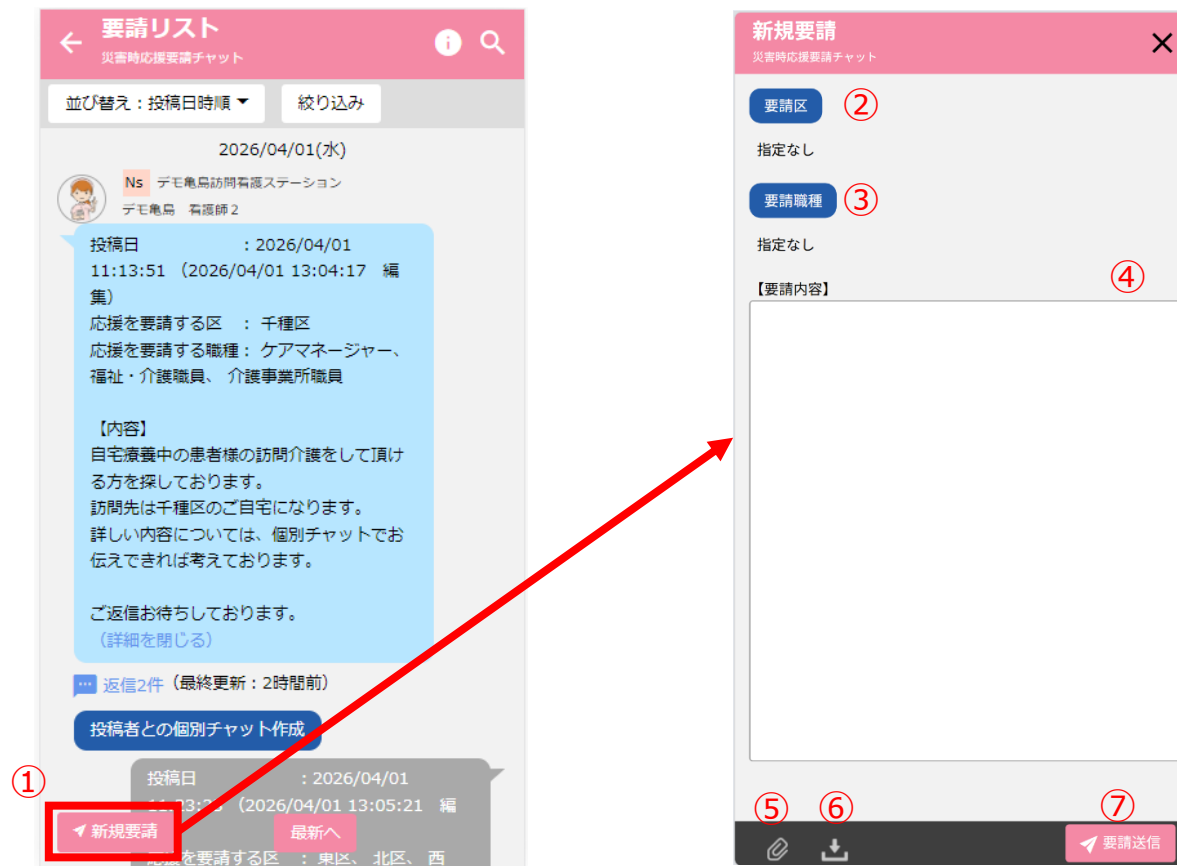 要請リスト
災害時応援要請チャット
並び替え：投稿日時順
絞り込み
2026/04/01(水)
Ns デモ亀島訪問看護ステーション
デモ亀島　看護師２
投稿日　　　　　：2026/04/01
11:13:51 （2026/04/01 13:04:17　編
集）
応援を要請する区　：千種区
応援を要請する職種：ケアマネージャー、
福祉・介護職員、 介護事業所職員
【内容】
自宅療養中の患者様の訪問介護をして頂け
る方を探しております。
訪問先は千種区のご自宅になります。
詳しい内容については、個別チャットでお
伝えできれば考えております。
ご返信お待ちしております。
（詳細を閉じる）
返信2件（最終更新：2時間前）
投稿者との個別チャット作成
投稿日　　　　　：2026/04/01
（2026/04/01 13:05:21　編
①
新規要請
最新へ
を要請する区　：東区、 北区、 西
新規要請
災害時応援要請チャット
要請区 ②
指定なし
要請職種 ③
指定なし
④
【要請内容】
⑤ ⑥ ⑦
要請送信